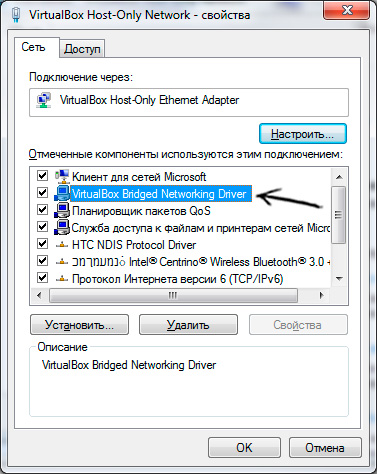 VirtualBox Host-Only Network - свойства
Сеть
Доступ
Подключение через:
VirtualBox Host-Only Ethernet Adapter
Настроить...
Отмеченные компоненты используются этим подключением:
Клиент для сетей Microsoft
VirtualBox Bridged Networking Driver
Планировщик пакетов QoS
Служба доступа к файлам и принтерам сетей Micro
HTC NDIS Protocol Driver
Intel® Centrino® Wireless Bluetooth® 3.0 +
Протокол Интернета версии 6 (TCP/IPv6)
Установить...
Удалить
Свойства
Описание
VirtualBox Bridged Networking Driver
OK
Отмена